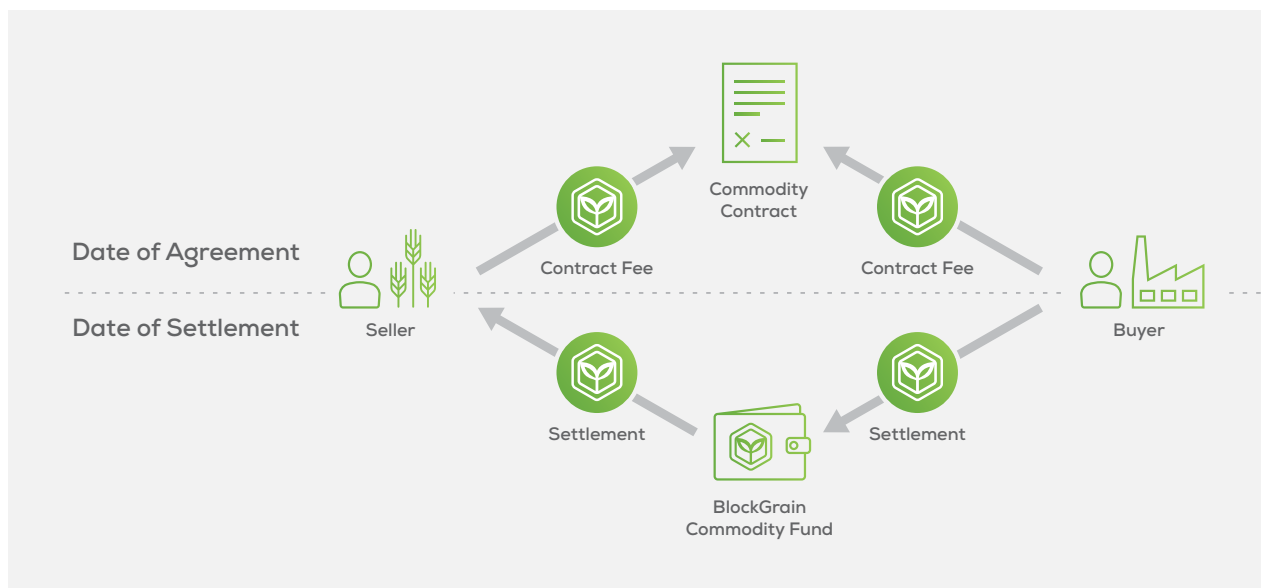 Commodity
Contract
Date of Agreement
Contract Fee
Contract Fee
Date of Settlement
Seller
Buyer
Settlement
Settlement
BlockGrain
Commodity Fund